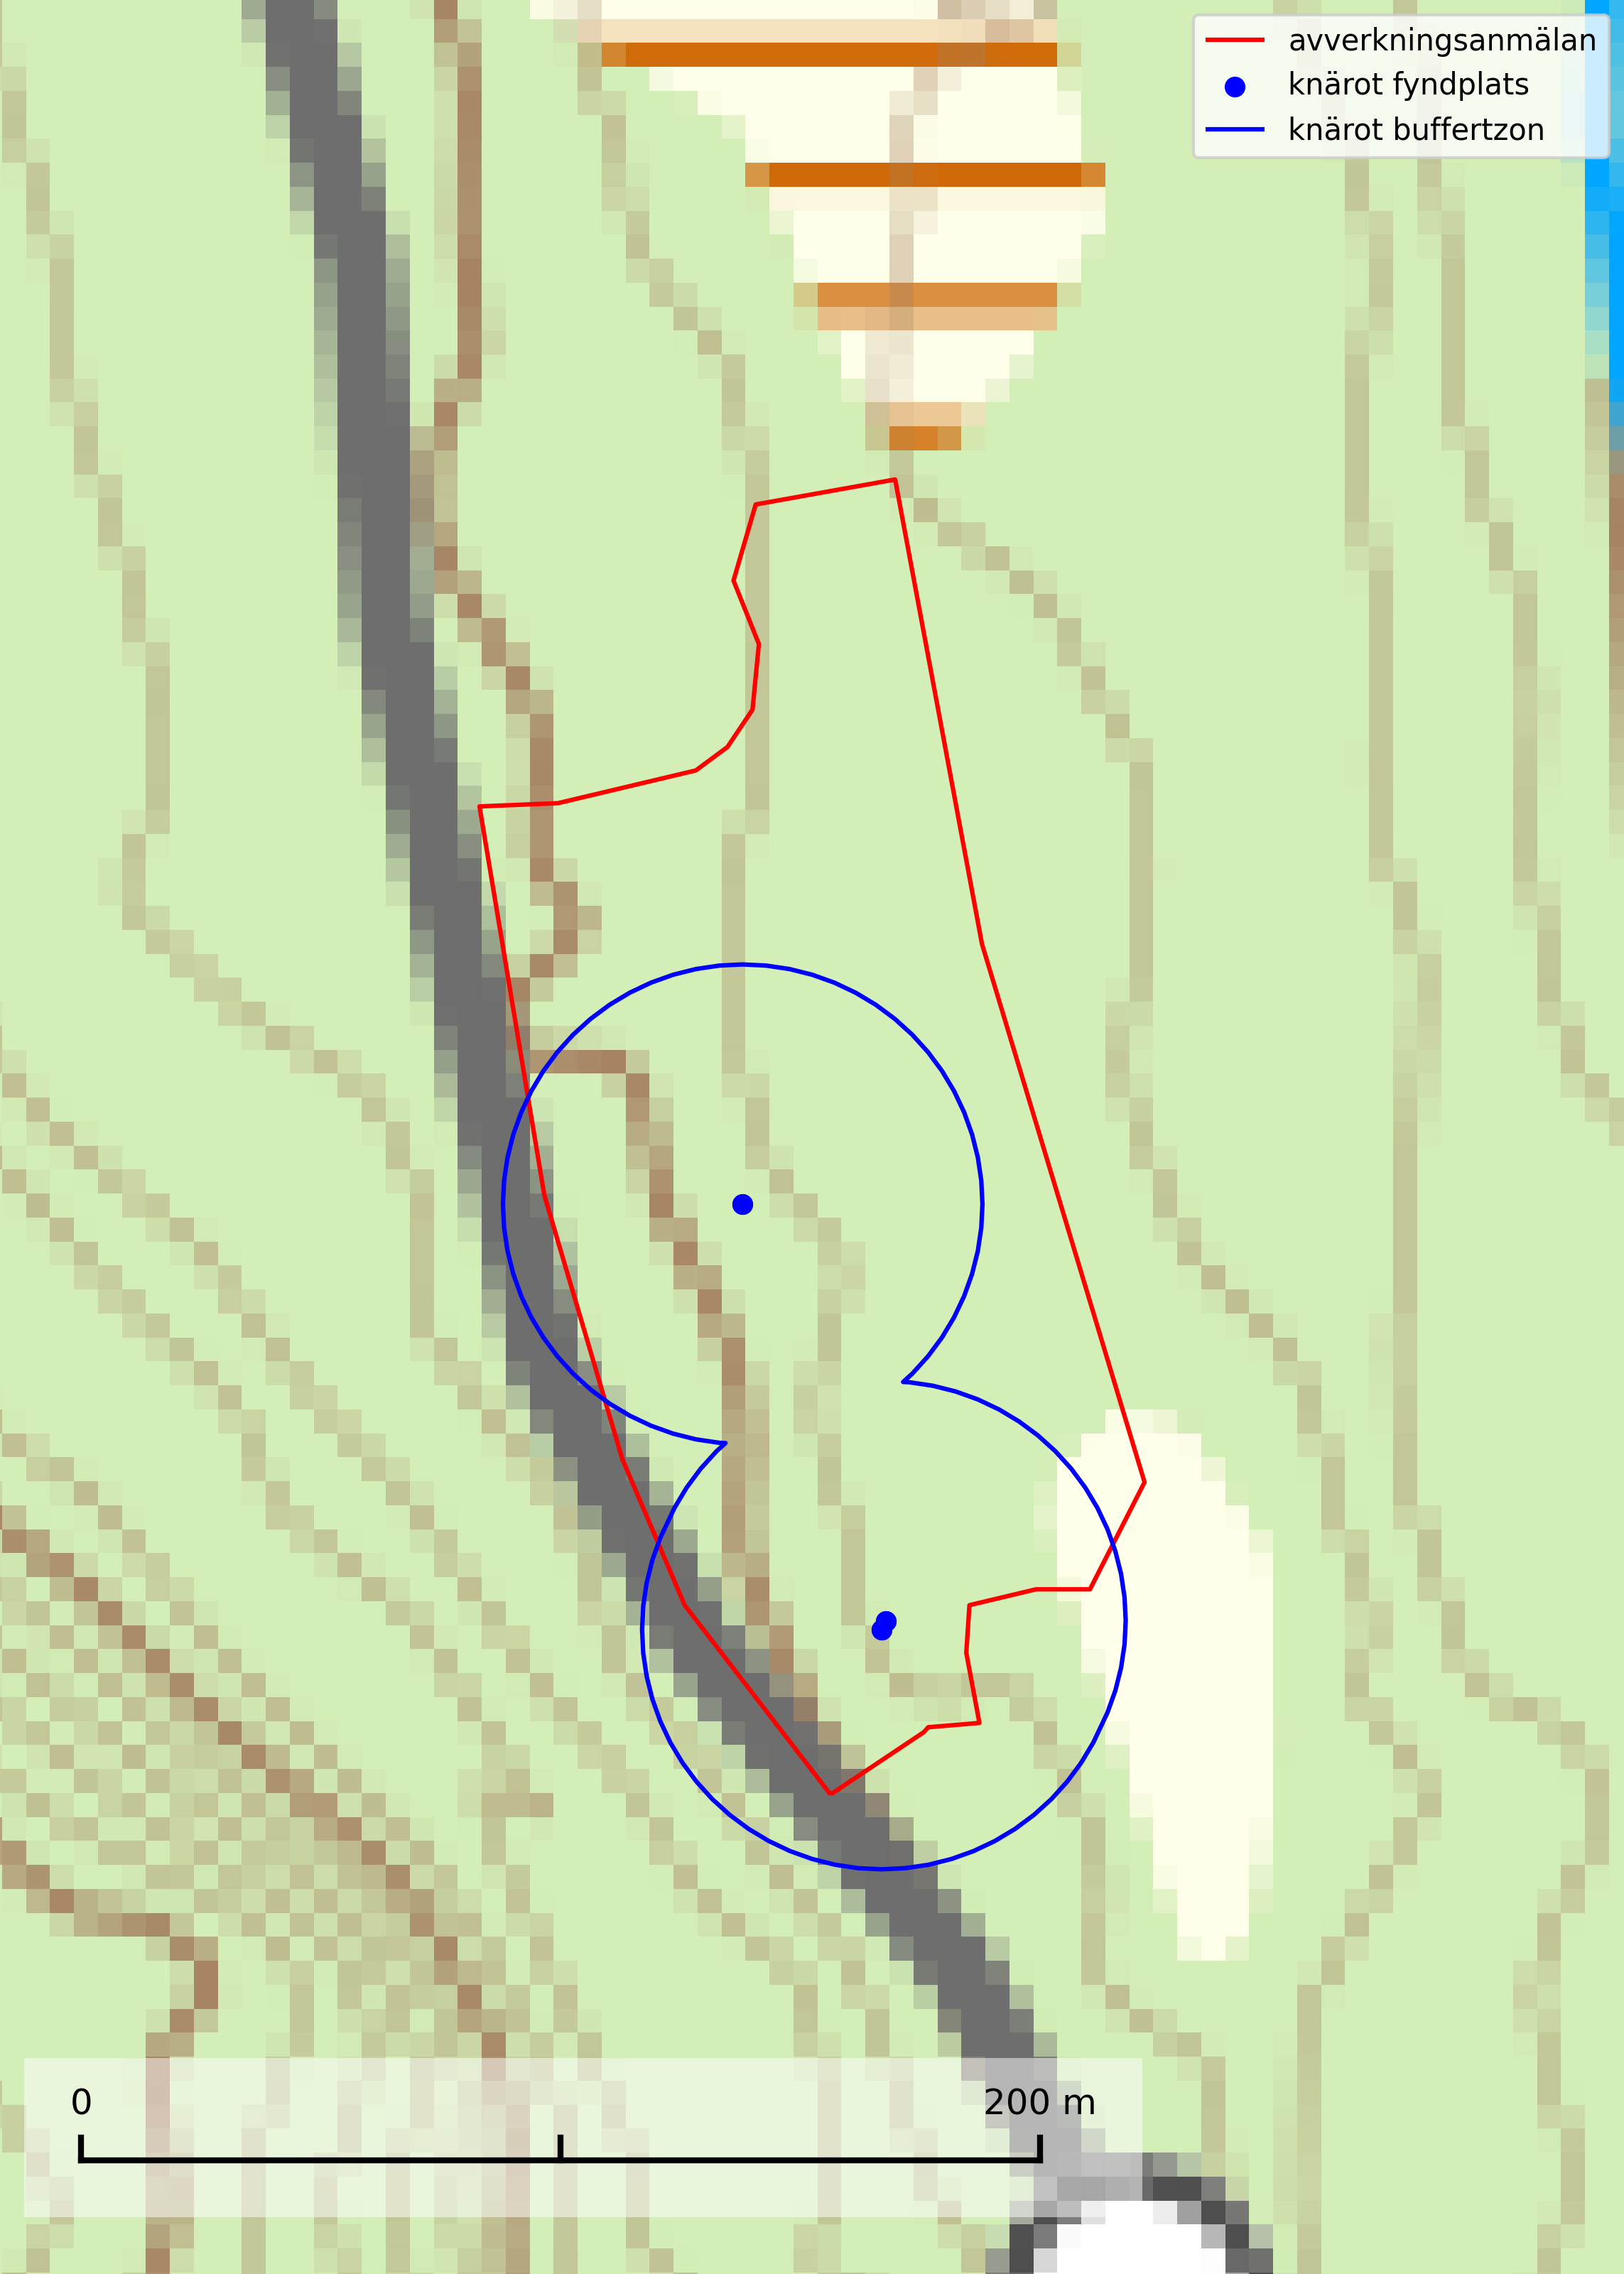 avverkningsanmälan
knärot fyndplats
knärot buffertzon
0 200 m